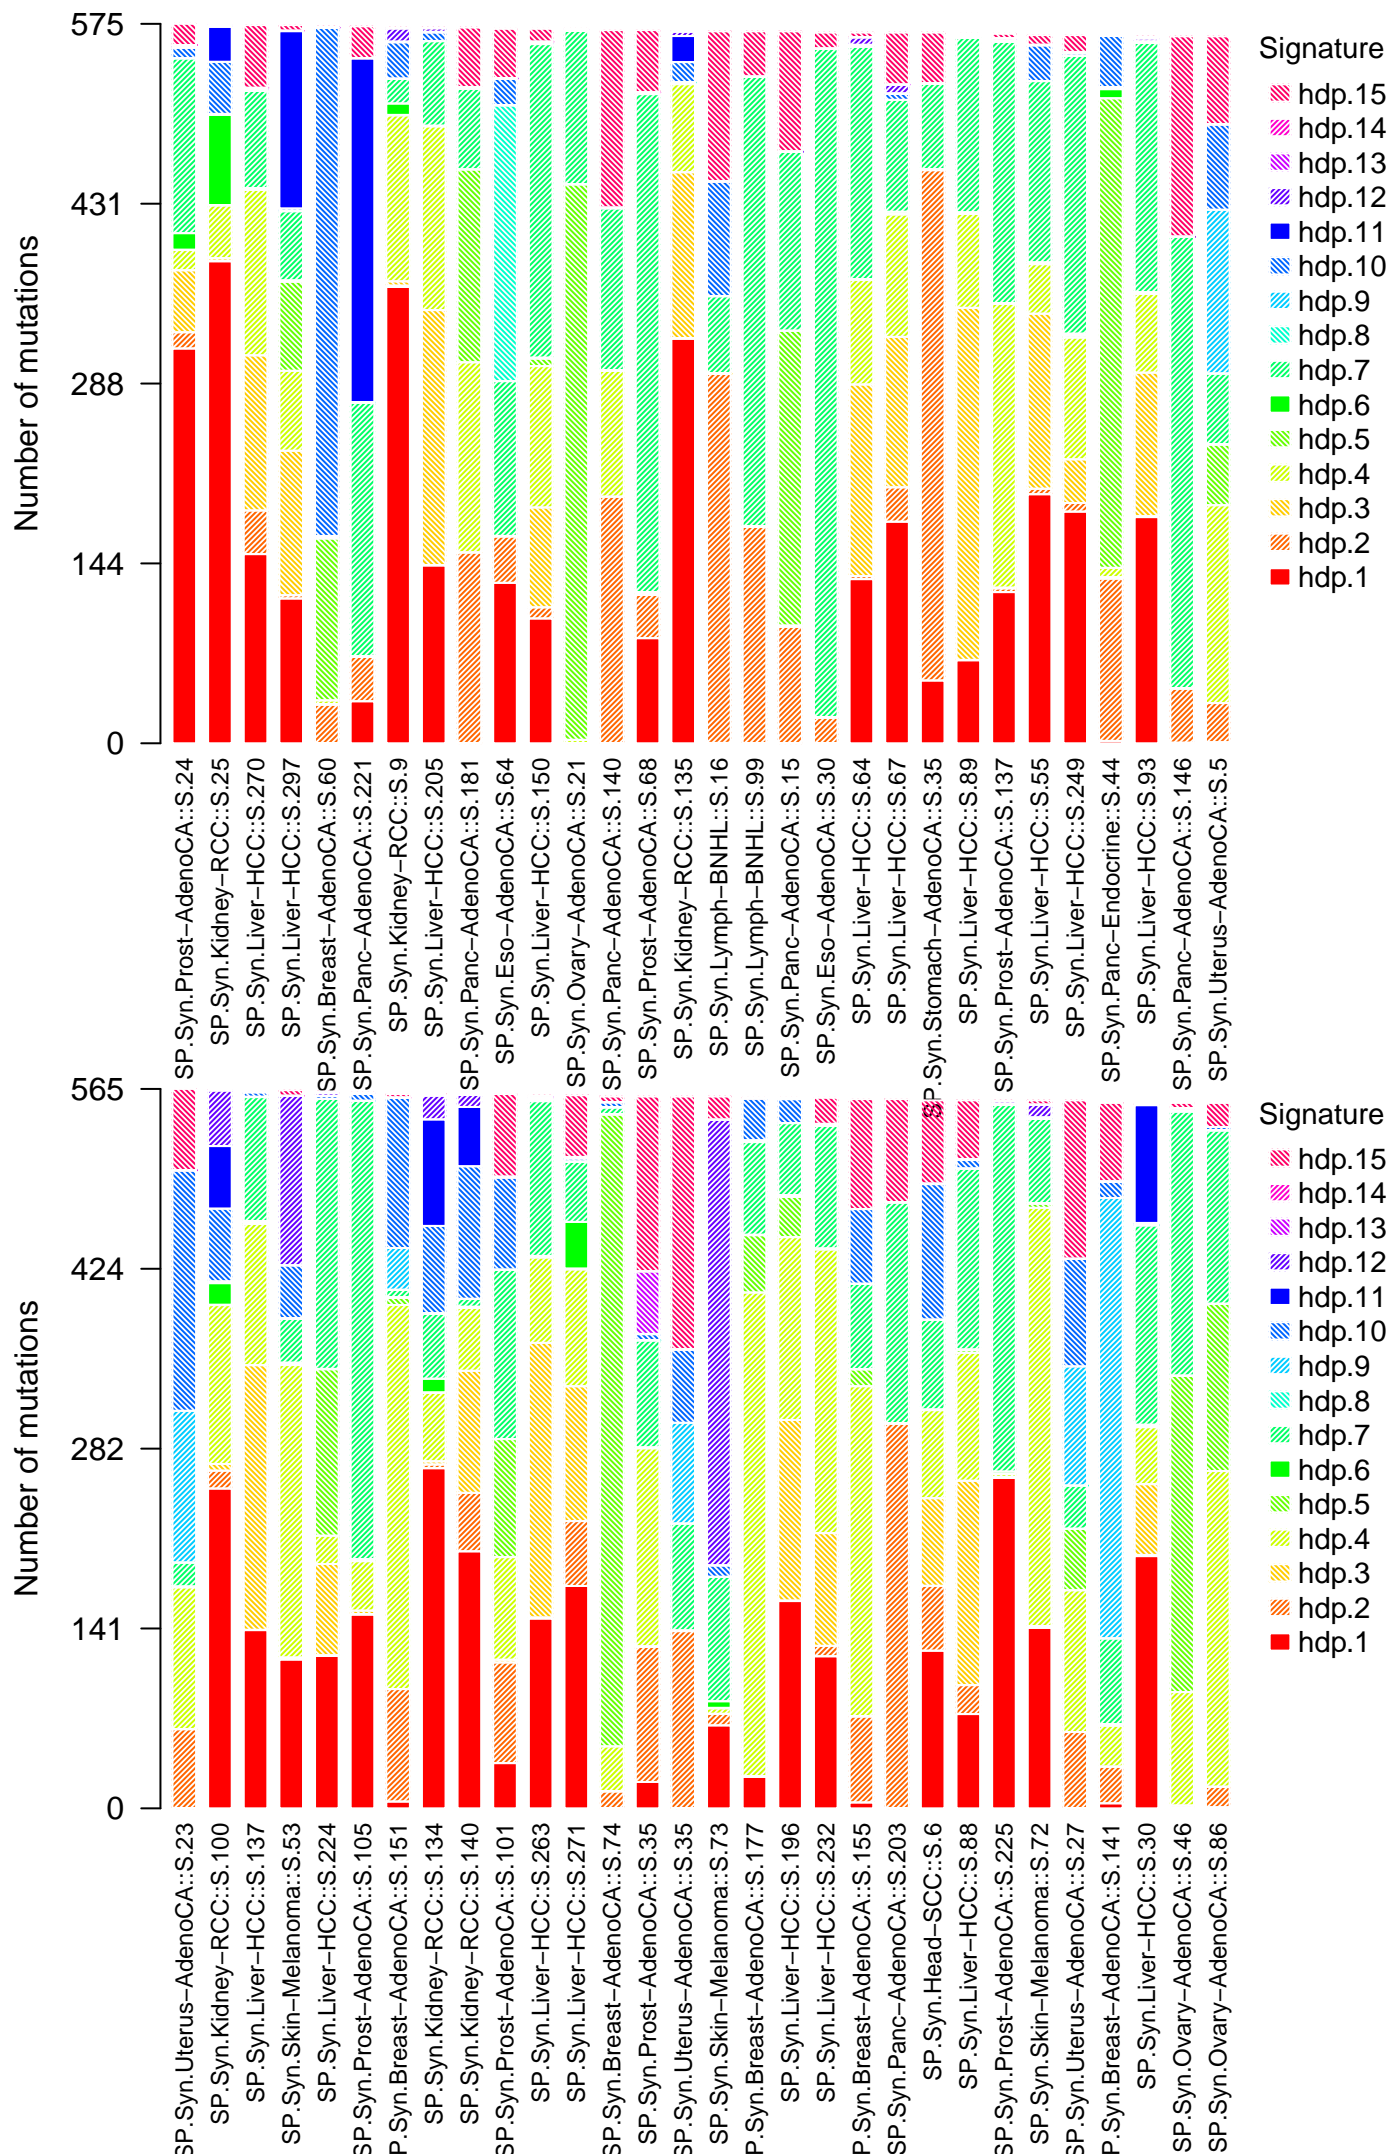 Number of mutations
575
431
288
144
0
Signature
hdp.15
hdp.14
hdp.13
hdp.12
hdp.11
hdp.10
hdp.9
hdp.8
hdp.7
hdp.6
hdp.5
hdp.4
hdp.3
hdp.2
hdp.1
SP.Syn.Prost−AdenoCA::S.24
SP.Syn.Kidney−RCC::S.25
SP.Syn.Liver−HCC::S.270
SP.Syn.Liver−HCC::S.297
SP.Syn.Breast−AdenoCA::S.60
SP.Syn.Panc−AdenoCA::S.221
SP.Syn.Kidney−RCC::S.9
SP.Syn.Liver−HCC::S.205
SP.Syn.Panc−AdenoCA::S.181
SP.Syn.Eso−AdenoCA::S.64
SP.Syn.Liver−HCC::S.150
SP.Syn.Ovary−AdenoCA::S.21
SP.Syn.Panc−AdenoCA::S.140
SP.Syn.Prost−AdenoCA::S.68
SP.Syn.Kidney−RCC::S.135
SP.Syn.Lymph−BNHL::S.16
SP.Syn.Lymph−BNHL::S.99
SP.Syn.Panc−AdenoCA::S.15
SP.Syn.Eso−AdenoCA::S.30
SP.Syn.Liver−HCC::S.64
SP.Syn.Liver−HCC::S.67
SP.Syn.Stomach−AdenoCA::S.35
SP.Syn.Liver−HCC::S.89
SP.Syn.Prost−AdenoCA::S.137
SP.Syn.Liver−HCC::S.55
SP.Syn.Liver−HCC::S.249
SP.Syn.Panc−Endocrine::S.44
SP.Syn.Liver−HCC::S.93
SP.Syn.Panc−AdenoCA::S.146
SP.Syn.Uterus−AdenoCA::S.5
Number of mutations
565
424
282
141
0
Signature
hdp.15
hdp.14
hdp.13
hdp.12
hdp.11
hdp.10
hdp.9
hdp.8
hdp.7
hdp.6
hdp.5
hdp.4
hdp.3
hdp.2
hdp.1
SP.Syn.Uterus−AdenoCA::S.23
SP.Syn.Kidney−RCC::S.100
SP.Syn.Liver−HCC::S.137
SP.Syn.Skin−Melanoma::S.53
SP.Syn.Liver−HCC::S.224
SP.Syn.Prost−AdenoCA::S.105
SP.Syn.Breast−AdenoCA::S.151
SP.Syn.Kidney−RCC::S.134
SP.Syn.Kidney−RCC::S.140
SP.Syn.Prost−AdenoCA::S.101
SP.Syn.Liver−HCC::S.263
SP.Syn.Liver−HCC::S.271
SP.Syn.Breast−AdenoCA::S.74
SP.Syn.Prost−AdenoCA::S.35
SP.Syn.Uterus−AdenoCA::S.35
SP.Syn.Skin−Melanoma::S.73
SP.Syn.Breast−AdenoCA::S.177
SP.Syn.Liver−HCC::S.196
SP.Syn.Liver−HCC::S.232
SP.Syn.Breast−AdenoCA::S.155
SP.Syn.Panc−AdenoCA::S.203
SP.Syn.Head−SCC::S.6
SP.Syn.Liver−HCC::S.88
SP.Syn.Prost−AdenoCA::S.225
SP.Syn.Skin−Melanoma::S.72
SP.Syn.Uterus−AdenoCA::S.27
SP.Syn.Breast−AdenoCA::S.141
SP.Syn.Liver−HCC::S.30
SP.Syn.Ovary−AdenoCA::S.46
SP.Syn.Ovary−AdenoCA::S.86